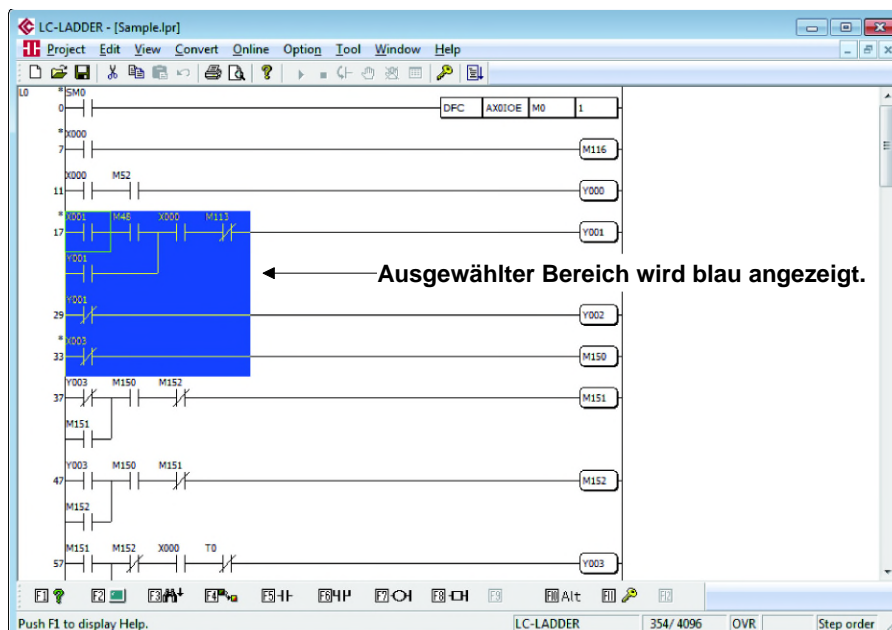 LC-LADDER - [Sample.lpr]
Project Edit View Convert Online Option Tool Window Help
L0 * SM0
0 DFC AX0IOE M0 1
* X000
7 M116
X000 M52
11 Y000
* X001 M46 X000 M113
17 Y001
Y001
Ausgewählter Bereich wird blau angezeigt.
Y001
29 Y002
* X003
33 M150
Y003 M150 M152
37 M151
M151
Y003 M150 M151
47 M152
M152
M151 M152 X000 T0
57 Y003
F1 F2 F3 F4 F5 F6 F7 F8 F9 F10 Alt F11 F12
Push F1 to display Help. LC-LADDER 354/ 4096 OVR Step order